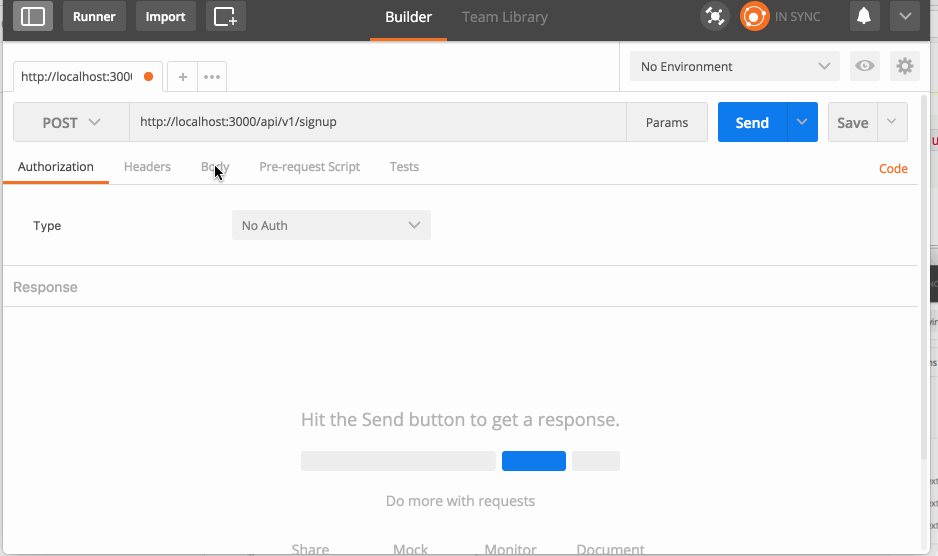 Runner Import Builder Team Library IN SYNC
http://localhost:300 + ••• No Environment
POST http://localhost:3000/api/v1/signup Params Send Save
Authorization Headers Body Pre-request Script Tests Code
Type No Auth
Response
Hit the Send button to get a response.
Do more with requests
Share Mock Monitor Document